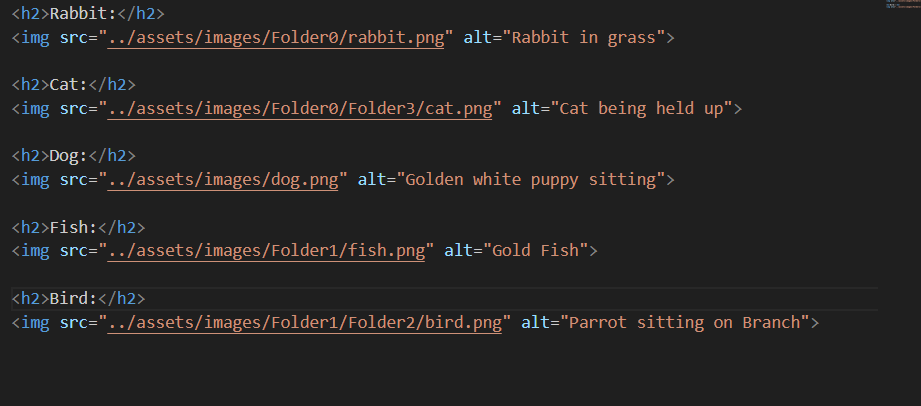 <h2>Rabbit:</h2>
<img src="../assets/images/Folder0/rabbit.png" alt="Rabbit in grass">
<h2>Cat:</h2>
<img src="../assets/images/Folder0/Folder3/cat.png" alt="Cat being held up">
<h2>Dog:</h2>
<img src="../assets/images/dog.png" alt="Golden white puppy sitting">
<h2>Fish:</h2>
<img src="../assets/images/Folder1/fish.png" alt="Gold Fish">
<h2>Bird:</h2>
<img src="../assets/images/Folder1/Folder2/bird.png" alt="Parrot sitting on Branch">